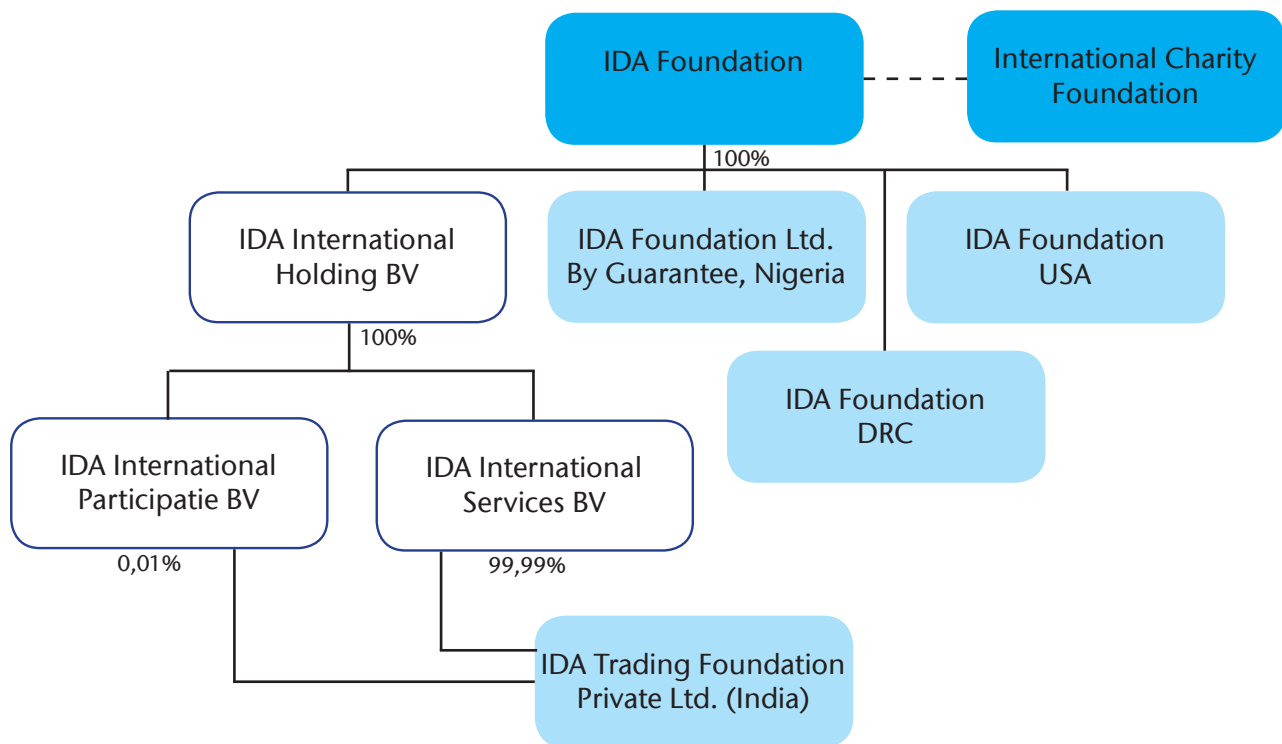 IDA Foundation
International Charity
Foundation
100%
IDA International
Holding BV
IDA Foundation Ltd.
By Guarantee, Nigeria
IDA Foundation
USA
100%
IDA Foundation
DRC
IDA International
Participatie BV
IDA International
Services BV
0,01%
99,99%
IDA Trading Foundation
Private Ltd. (India)